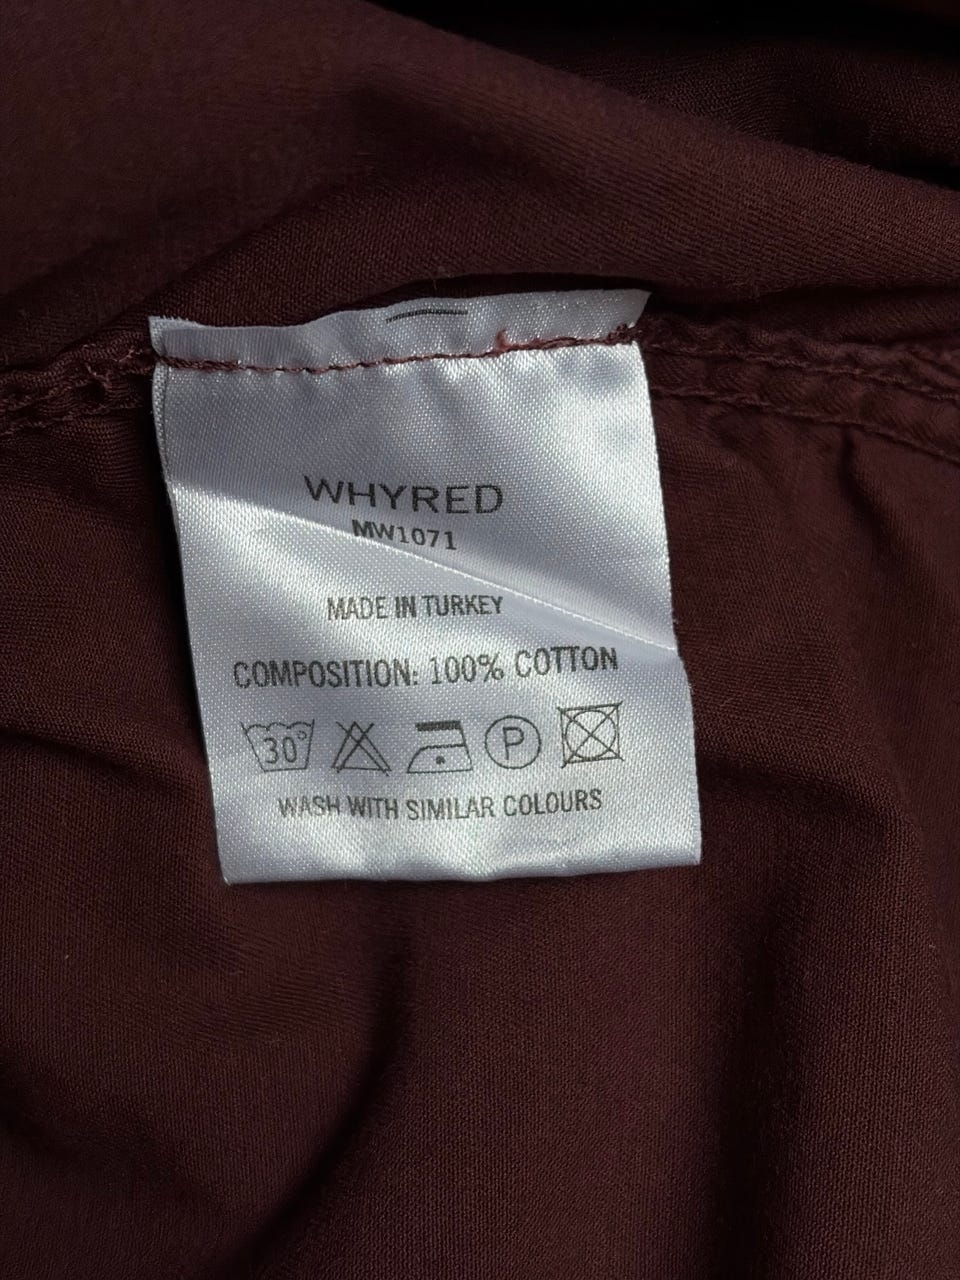 WHYRED
MW1071
MADE IN TURKEY
COMPOSITION: 100% COTTON
30° P
WASH WITH SIMILAR COLOURS